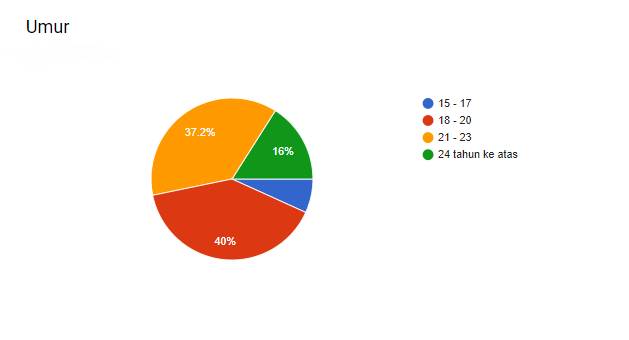 Umur
15 - 17
18 - 20
21 - 23
24 tahun ke atas
37.2%
16%
40%